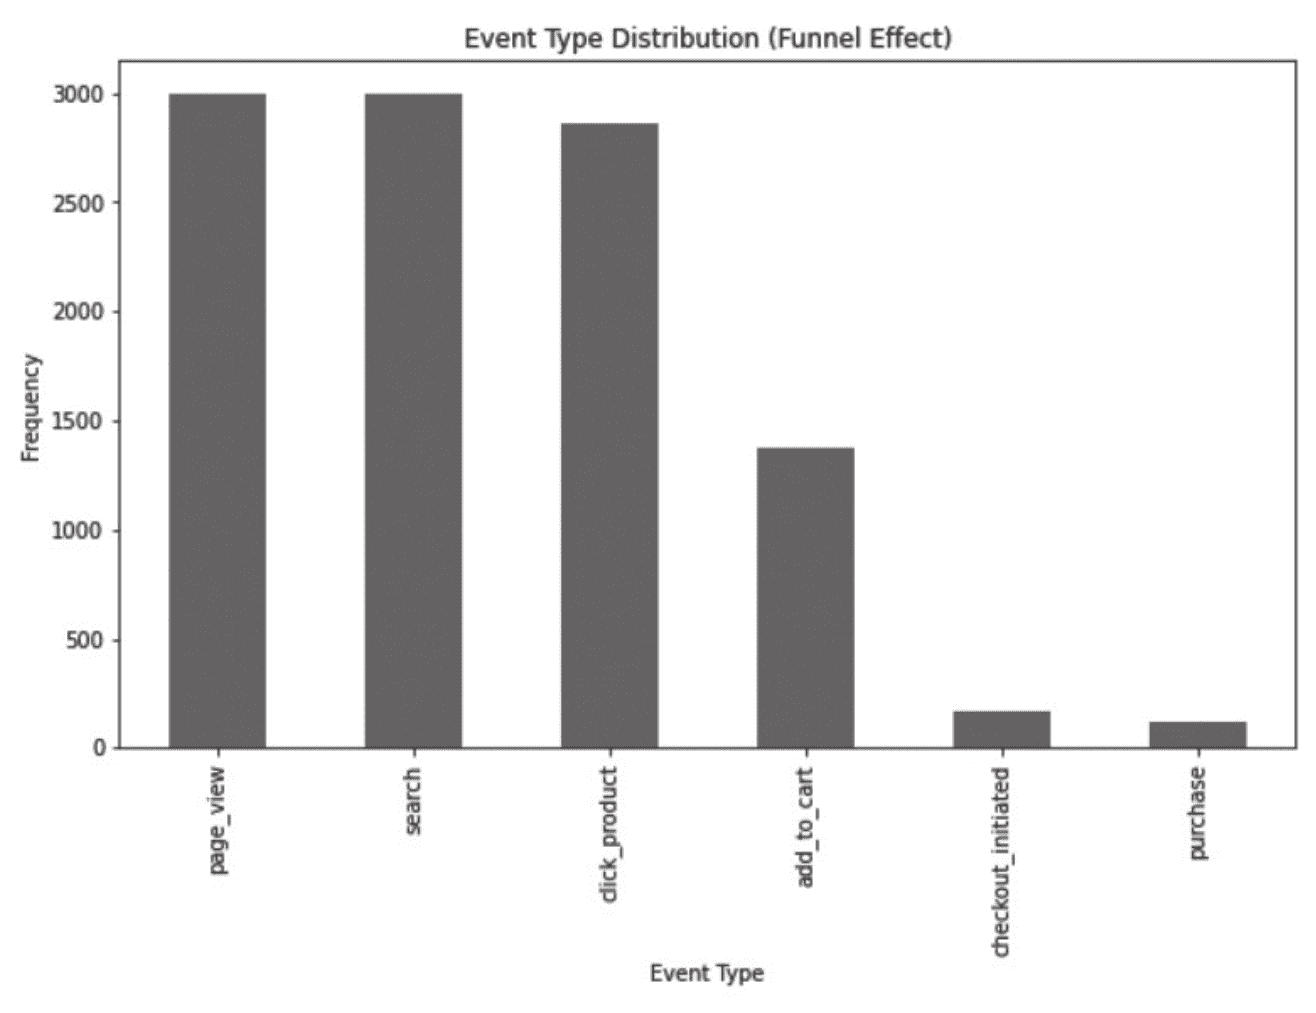 Event Type Distribution (Funnel Effect)
3000
2500
2000
1500
1000
500
0
Frequency
page_view
search
click_product
add_to_cart
checkout_initiated
purchase
Event Type